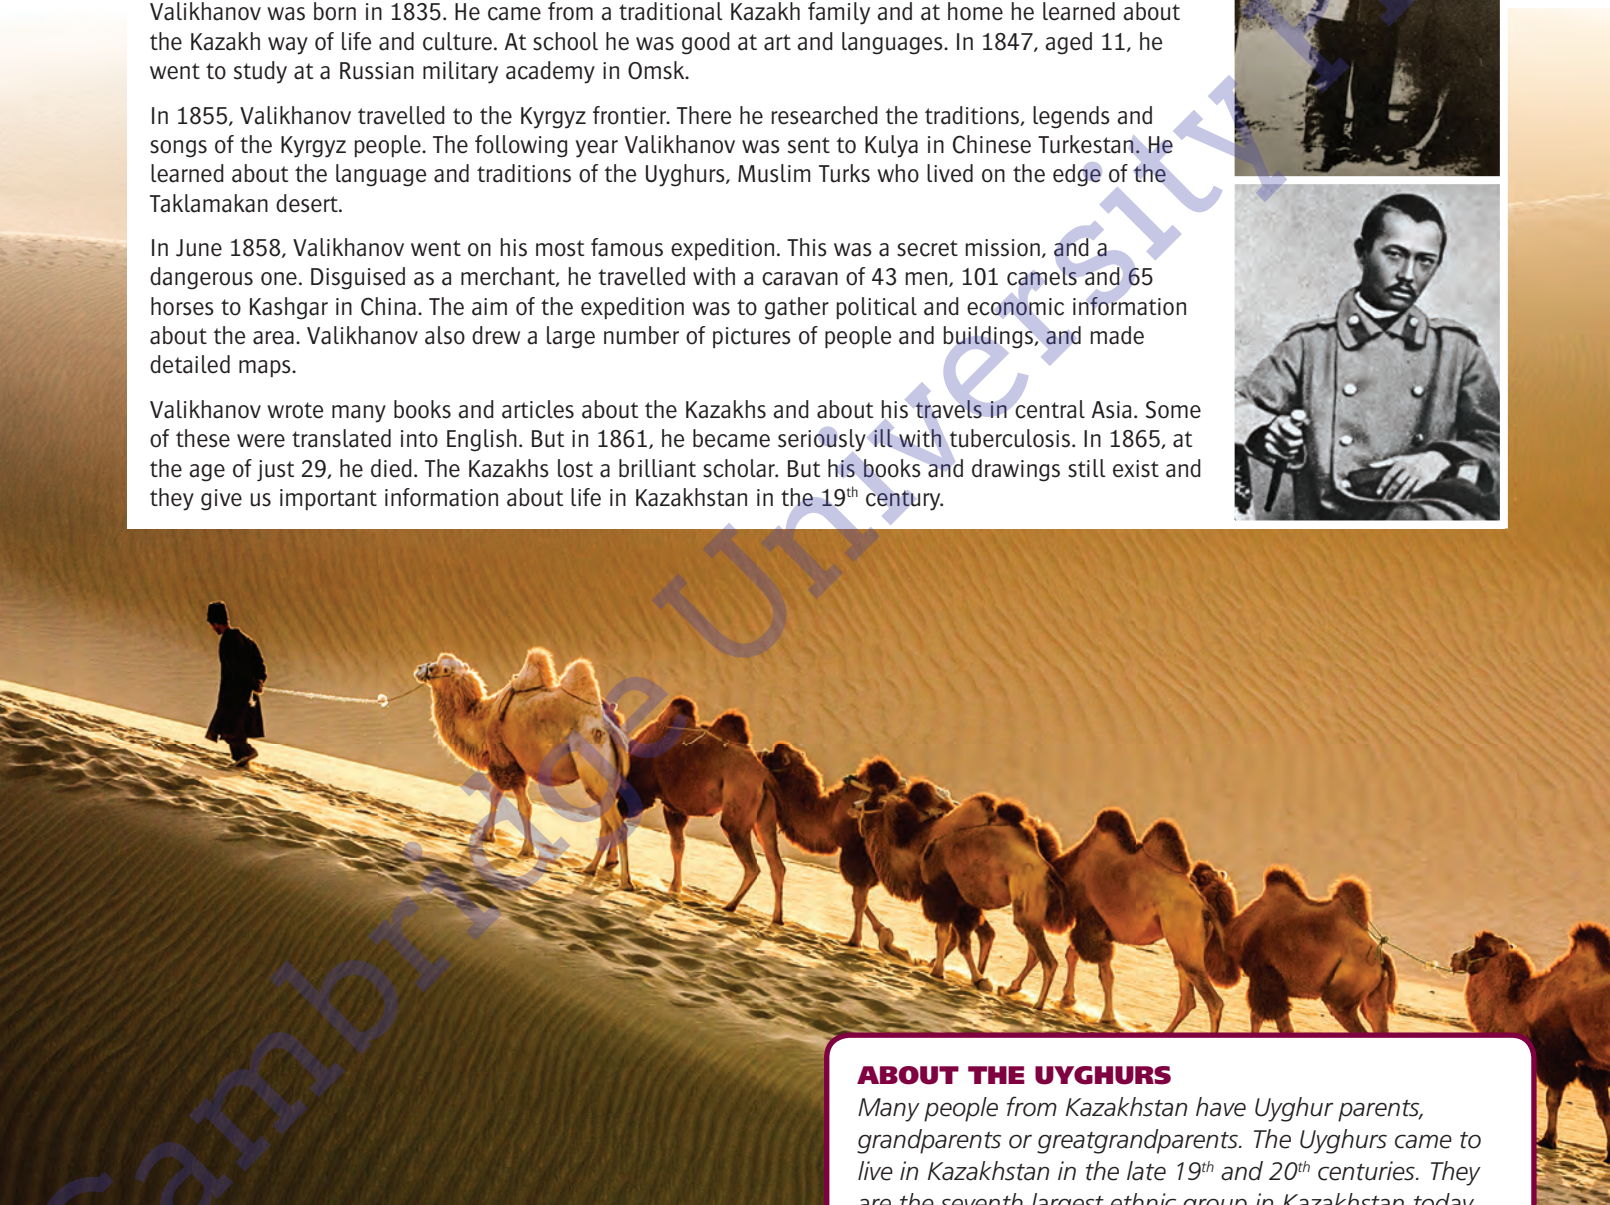 Valikhanov was born in 1835. He came from a traditional Kazakh family and at home he learned about
the Kazakh way of life and culture. At school he was good at art and languages. In 1847, aged 11, he
went to study at a Russian military academy in Omsk.
In 1855, Valikhanov travelled to the Kyrgyz frontier. There he researched the traditions, legends and
songs of the Kyrgyz people. The following year Valikhanov was sent to Kulya in Chinese Turkestan. He
learned about the language and traditions of the Uyghurs, Muslim Turks who lived on the edge of the
Taklamakan desert.
In June 1858, Valikhanov went on his most famous expedition. This was a secret mission, and a
dangerous one. Disguised as a merchant, he travelled with a caravan of 43 men, 101 camels and 65
horses to Kashgar in China. The aim of the expedition was to gather political and economic information
about the area. Valikhanov also drew a large number of pictures of people and buildings, and made
detailed maps.
Valikhanov wrote many books and articles about the Kazakhs and about his travels in central Asia. Some
of these were translated into English. But in 1861, he became seriously ill with tuberculosis. In 1865, at
the age of just 29, he died. The Kazakhs lost a brilliant scholar. But his books and drawings still exist and
they give us important information about life in Kazakhstan in the 19th century.
Cambridge University
ABOUT THE UYGHURS
Many people from Kazakhstan have Uyghur parents,
grandparents or greatgrandparents. The Uyghurs came to
live in Kazakhstan in the late 19th and 20th centuries. They
are the seventh largest ethnic group in Kazakhstan today.